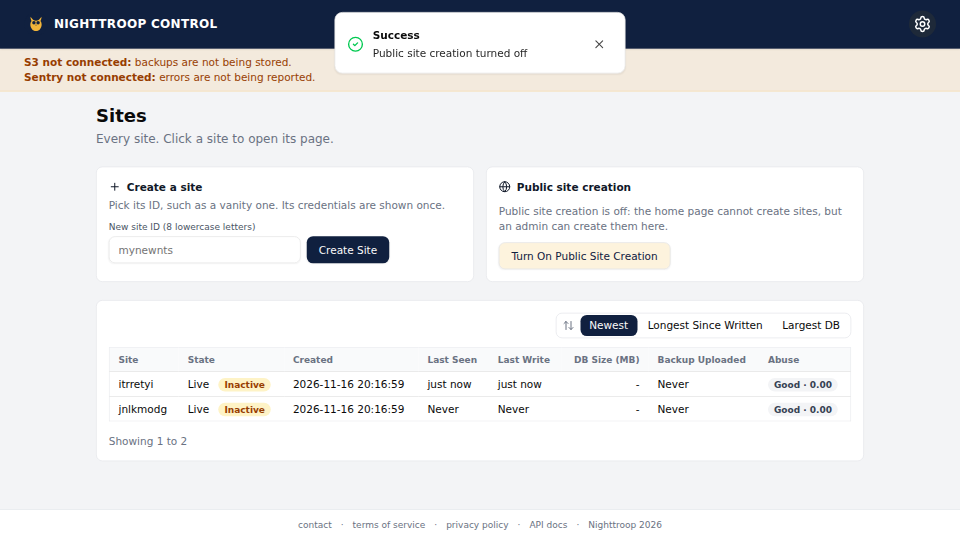 NIGHTTROOP CONTROL
Success
Public site creation turned off
S3 not connected: backups are not being stored.
Sentry not connected: errors are not being reported.
Sites
Every site. Click a site to open its page.
Create a site
Pick its ID, such as a vanity one. Its credentials are shown once.
New site ID (8 lowercase letters)
mynewnts
Create Site
Public site creation
Public site creation is off: the home page cannot create sites, but
an admin can create them here.
Turn On Public Site Creation
Newest Longest Since Written Largest DB
Site State Created Last Seen Last Write DB Size (MB) Backup Uploaded Abuse
itrretyi Live Inactive 2026-11-16 20:16:59 just now just now - Never Good · 0.00
jnlkmodg Live Inactive 2026-11-16 20:16:59 Never Never - Never Good · 0.00
Showing 1 to 2
contact · terms of service · privacy policy · API docs · Nighttroop 2026